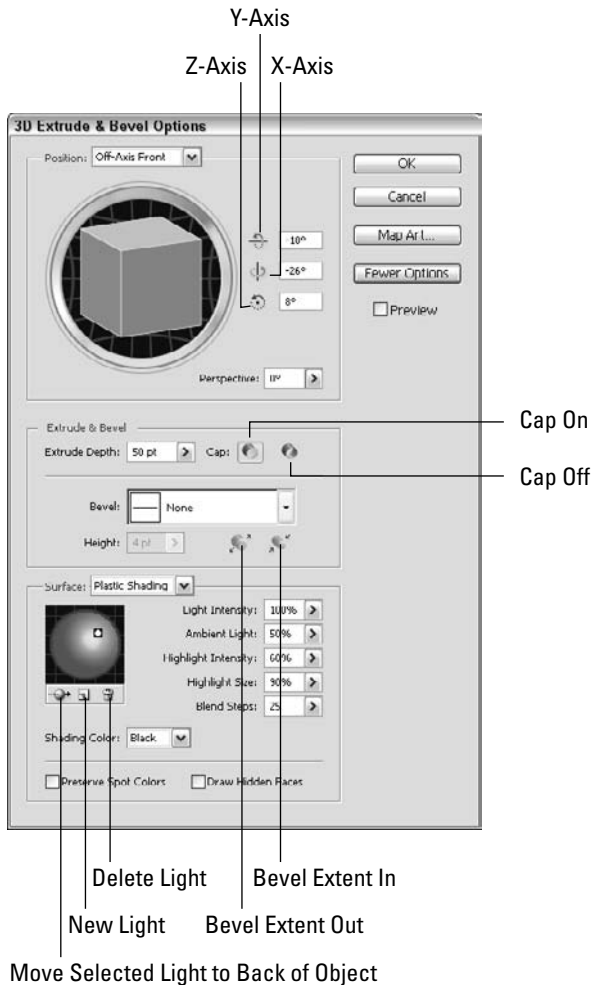 Y-Axis
Z-Axis X-Axis
3D Extrude & Bevel Options
Position: Off-Axis Front
OK
Cancel
-10°
Map Art...
-26°
Fewer Options
8°
Preview
Perspective: 0°
Extrude & Bevel
Cap On
Extrude Depth: 50 pt Cap:
Cap Off
Bevel: None
Height: 4 pt
Surface: Plastic Shading
Light Intensity: 100%
Ambient Light: 50%
Highlight Intensity: 60%
Highlight Size: 90%
Blend Steps: 25
Shading Color: Black
Preserve Spot Colors Draw Hidden Faces
Delete Light Bevel Extent In
New Light Bevel Extent Out
Move Selected Light to Back of Object